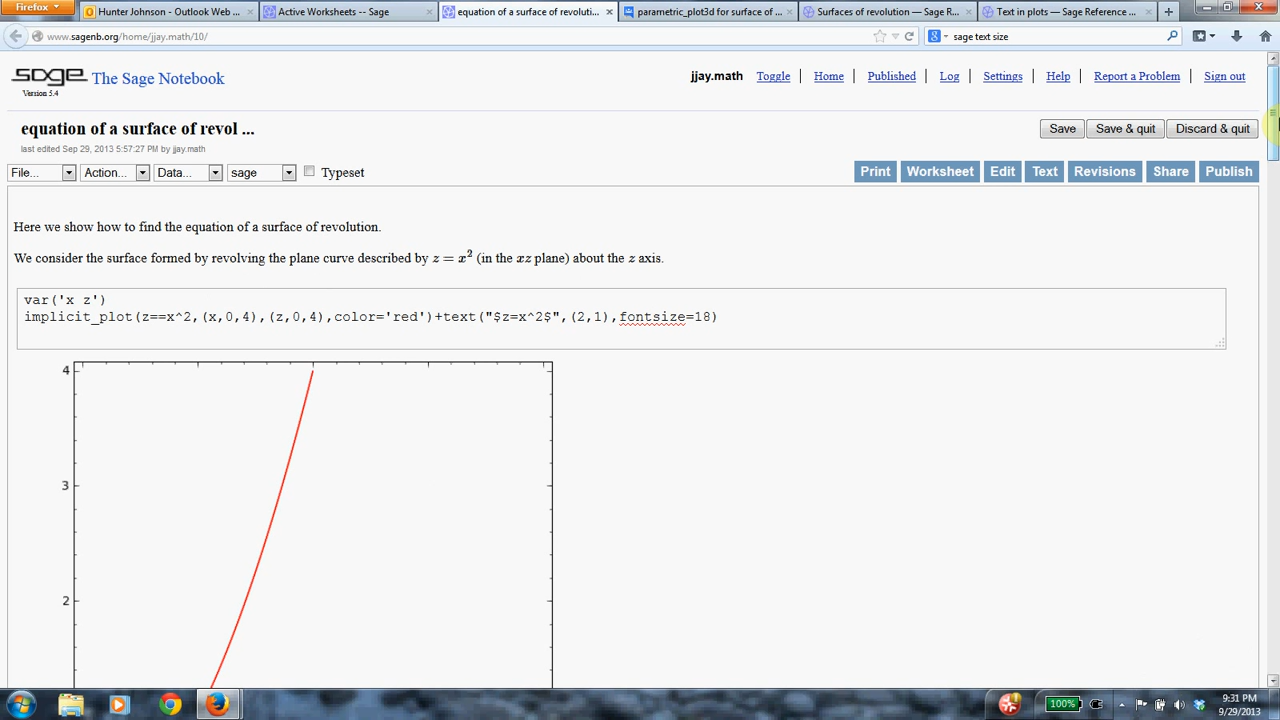 Firefox
Hunter Johnson - Outlook Web ...
Active Worksheets -- Sage
equation of a surface of revoluti...
parametric_plot3d for surface of ...
Surfaces of revolution — Sage R...
Text in plots — Sage Reference ...
www.sagenb.org/home/jjay.math/10/
sage text size
sage The Sage Notebook
Version 5.4
jjay.math Toggle Home Published Log Settings Help Report a Problem Sign out
equation of a surface of revol ...
last edited Sep 29, 2013 5:57:27 PM by jjay.math
Save Save & quit Discard & quit
File... Action... Data... sage Typeset
Print Worksheet Edit Text Revisions Share Publish
Here we show how to find the equation of a surface of revolution.
We consider the surface formed by revolving the plane curve described by z = x² (in the xz plane) about the z axis.
var('x z')
implicit_plot(z==x^2,(x,0,4),(z,0,4),color='red')+text("$z=x^2$",(2,1),fontsize=18)
4
3
2
100%
9:31 PM
9/29/2013